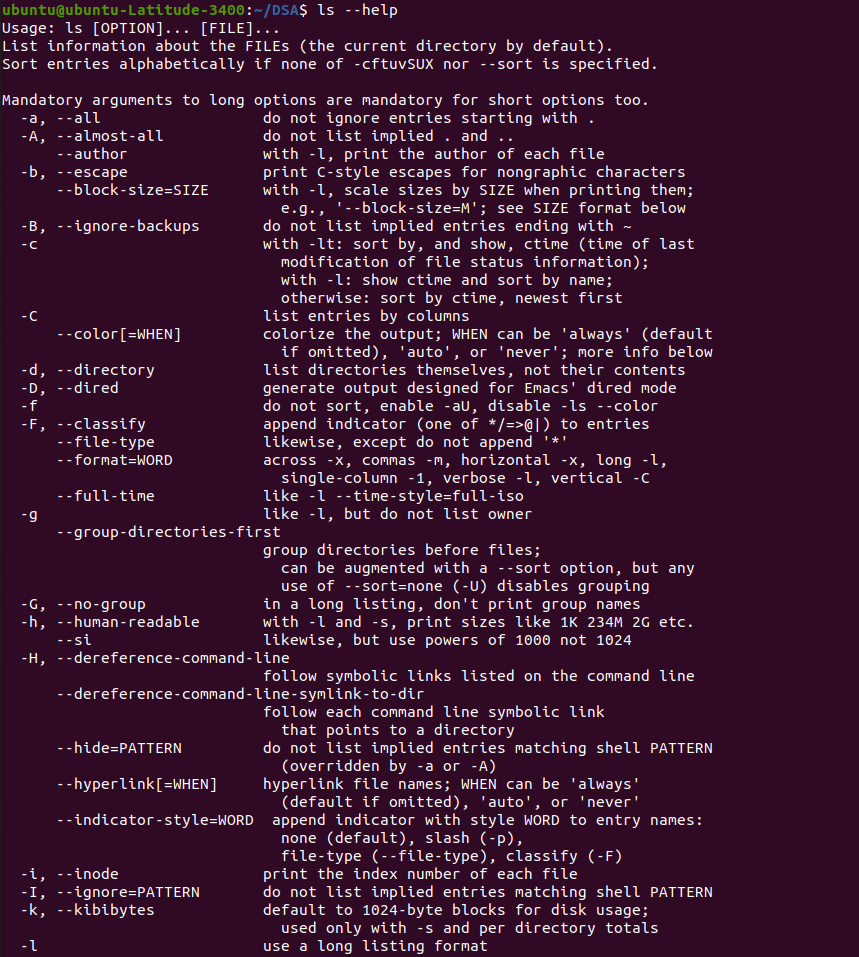 ubuntu@ubuntu-Latitude-3400:~/DSA$ ls --help
Usage: ls [OPTION]... [FILE]...
List information about the FILEs (the current directory by default).
Sort entries alphabetically if none of -cftuvSUX nor --sort is specified.

Mandatory arguments to long options are mandatory for short options too.
  -a, --all                  do not ignore entries starting with .
  -A, --almost-all           do not list implied . and ..
      --author               with -l, print the author of each file
  -b, --escape               print C-style escapes for nongraphic characters
      --block-size=SIZE      with -l, scale sizes by SIZE when printing them;
                               e.g., '--block-size=M'; see SIZE format below
  -B, --ignore-backups       do not list implied entries ending with ~
  -c                         with -lt: sort by, and show, ctime (time of last
                               modification of file status information);
                               with -l: show ctime and sort by name;
                               otherwise: sort by ctime, newest first
  -C                         list entries by columns
      --color[=WHEN]         colorize the output; WHEN can be 'always' (default
                               if omitted), 'auto', or 'never'; more info below
  -d, --directory            list directories themselves, not their contents
  -D, --dired                generate output designed for Emacs' dired mode
  -f                         do not sort, enable -aU, disable -ls --color
  -F, --classify             append indicator (one of */=>@|) to entries
      --file-type            likewise, except do not append '*'
      --format=WORD          across -x, commas -m, horizontal -x, long -l,
                               single-column -1, verbose -l, vertical -C
      --full-time            like -l --time-style=full-iso
  -g                         like -l, but do not list owner
      --group-directories-first
                             group directories before files;
                               can be augmented with a --sort option, but any
                               use of --sort=none (-U) disables grouping
  -G, --no-group             in a long listing, don't print group names
  -h, --human-readable       with -l and -s, print sizes like 1K 234M 2G etc.
      --si                   likewise, but use powers of 1000 not 1024
  -H, --dereference-command-line
                             follow symbolic links listed on the command line
      --dereference-command-line-symlink-to-dir
                             follow each command line symbolic link
                               that points to a directory
      --hide=PATTERN         do not list implied entries matching shell PATTERN
                               (overridden by -a or -A)
      --hyperlink[=WHEN]     hyperlink file names; WHEN can be 'always'
                               (default if omitted), 'auto', or 'never'
      --indicator-style=WORD  append indicator with style WORD to entry names:
                               none (default), slash (-p),
                               file-type (--file-type), classify (-F)
  -i, --inode                print the index number of each file
  -I, --ignore=PATTERN       do not list implied entries matching shell PATTERN
  -k, --kibibytes            default to 1024-byte blocks for disk usage;
                               used only with -s and per directory totals
  -l                         use a long listing format